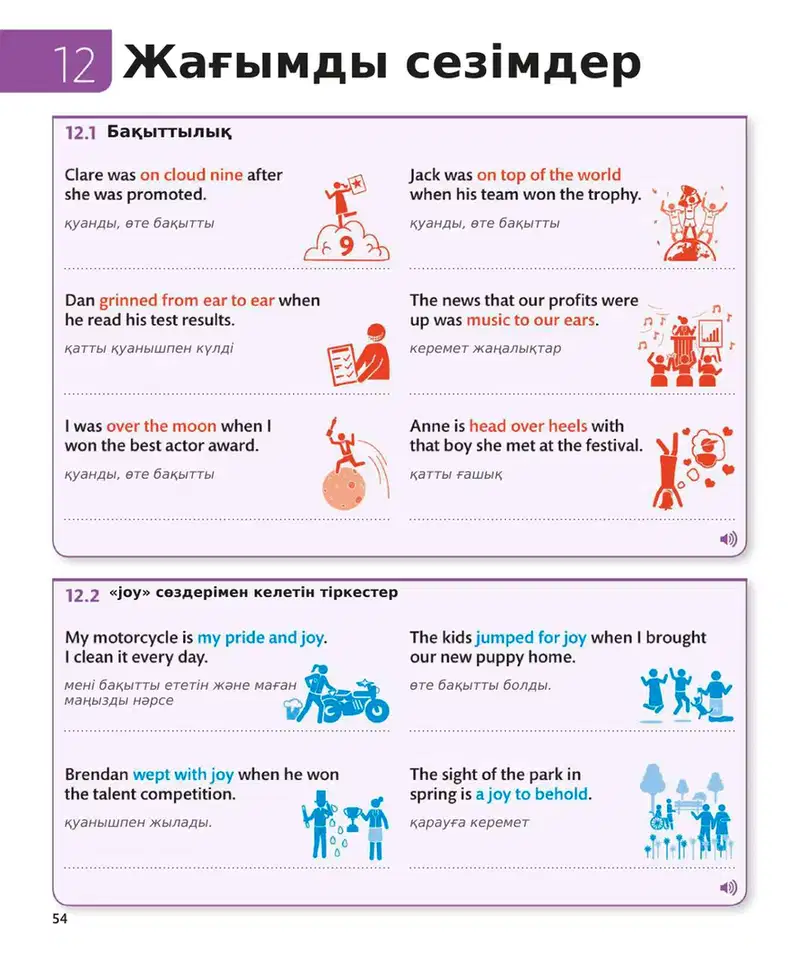 12 Жағымды сезімдер
12.1 Бақыттылық
Clare was on cloud nine after
she was promoted.
қуанды, өте бақытты
9
Jack was on top of the world
when his team won the trophy.
қуанды, өте бақытты
Dan grinned from ear to ear when
he read his test results.
қатты қуанышпен күлді
The news that our profits were
up was music to our ears.
керемет жаңалықтар
I was over the moon when I
won the best actor award.
қуанды, өте бақытты
Anne is head over heels with
that boy she met at the festival.
қатты ғашық
12.2 «joy» сөздерімен келетін тіркестер
My motorcycle is my pride and joy.
I clean it every day.
мені бақытты ететін және маған
маңызды нәрсе
The kids jumped for joy when I brought
our new puppy home.
өте бақытты болды.
Brendan wept with joy when he won
the talent competition.
қуанышпен жылады.
The sight of the park in
spring is a joy to behold.
қарауға керемет
54